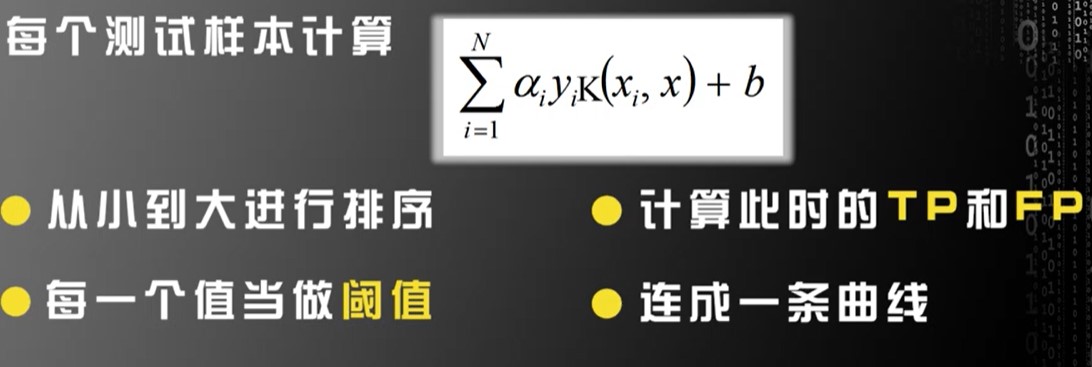 每个测试样本计算
$\sum_{i=1}^{N} \alpha_i y_i K(x_i, x) + b$
从小到大进行排序
每一个值当做阈值
计算此时的TP和FP
连成一条曲线